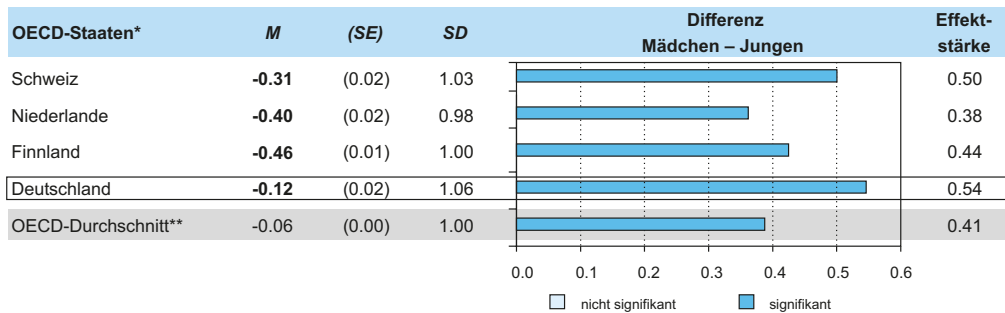 OECD-Staaten* M (SE) SD Differenz Mädchen – Jungen Effekt-stärke
Schweiz -0.31 (0.02) 1.03 0.50
Niederlande -0.40 (0.02) 0.98 0.38
Finnland -0.46 (0.01) 1.00 0.44
Deutschland -0.12 (0.02) 1.06 0.54
OECD-Durchschnitt** -0.06 (0.00) 1.00 0.41
0.0 0.1 0.2 0.3 0.4 0.5 0.6
nicht signifikant signifikant